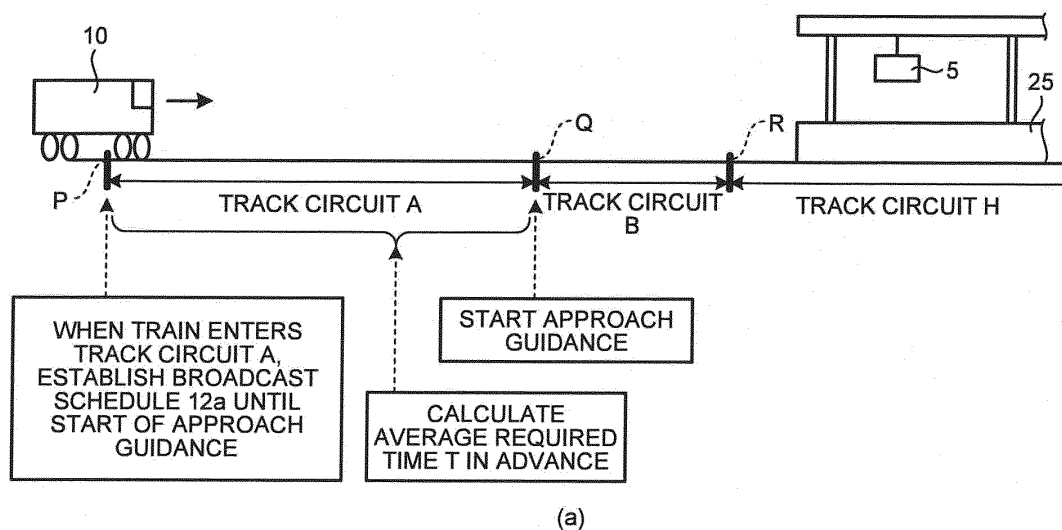 10
5
25
P
Q
R
TRACK CIRCUIT A
TRACK CIRCUIT
B
TRACK CIRCUIT H
WHEN TRAIN ENTERS
TRACK CIRCUIT A,
ESTABLISH BROADCAST
SCHEDULE 12a UNTIL
START OF APPROACH
GUIDANCE
START APPROACH
GUIDANCE
CALCULATE
AVERAGE REQUIRED
TIME T IN ADVANCE
(a)